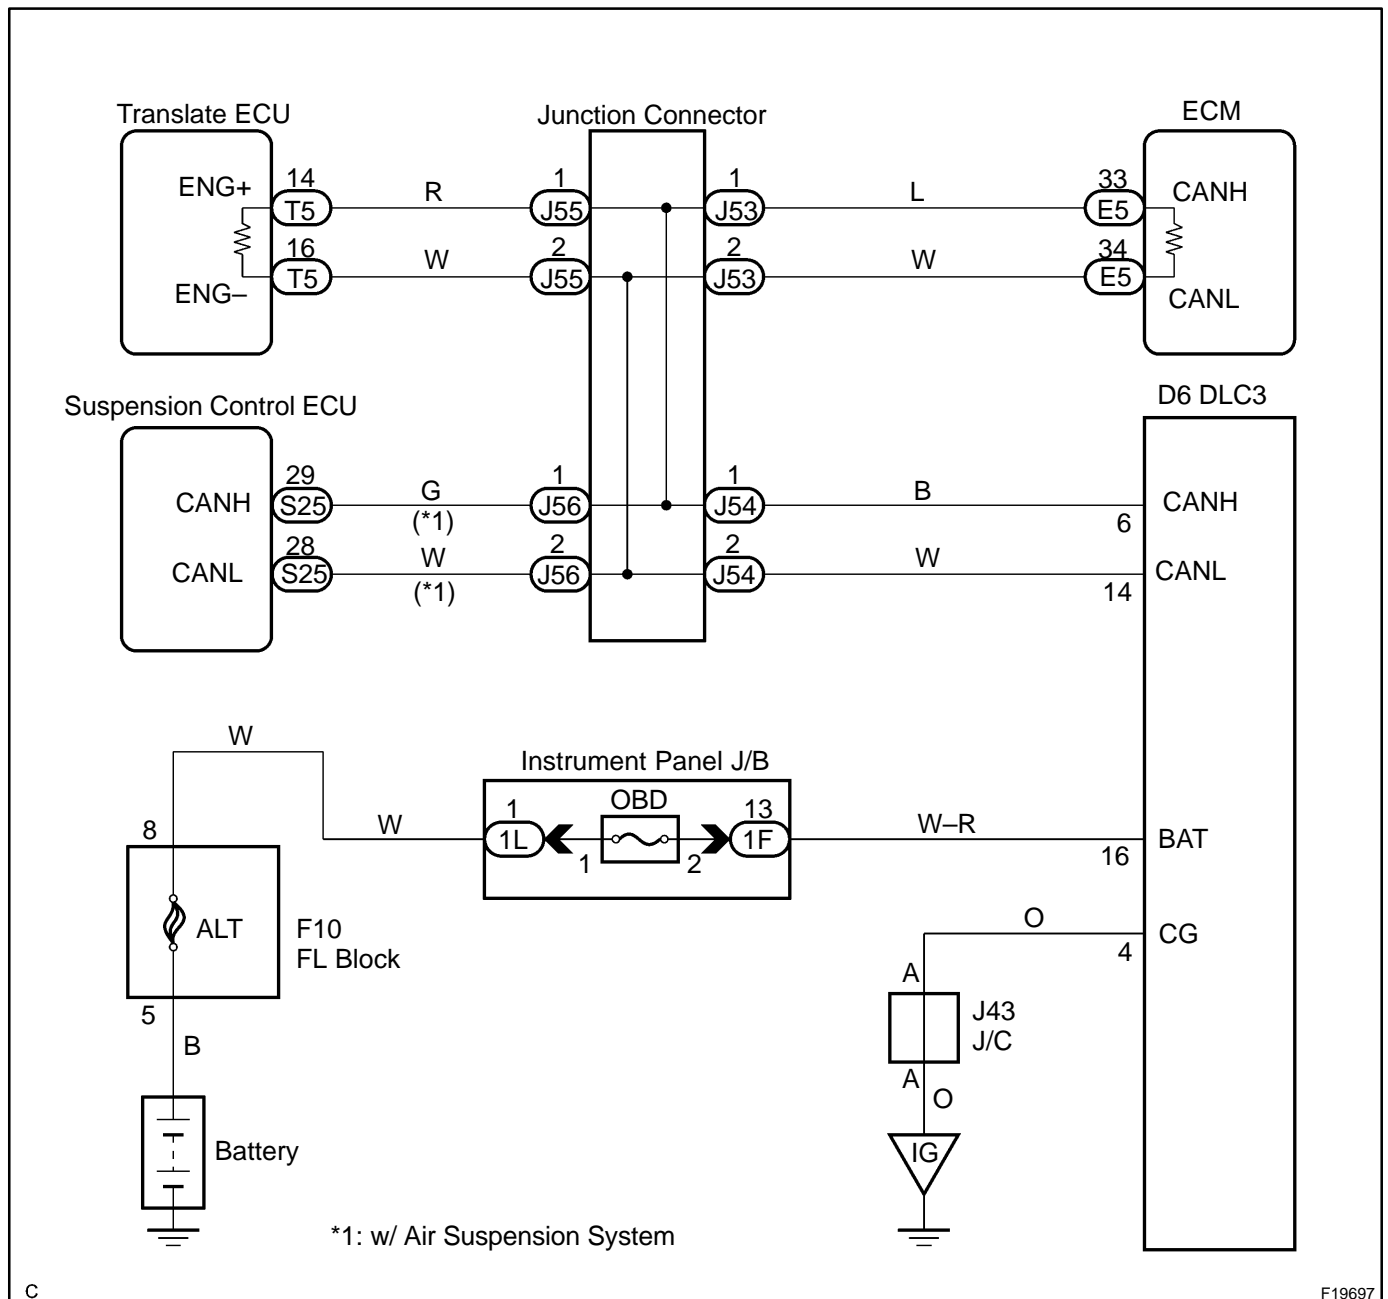 Translate ECU
Junction Connector
ECM
ENG+
14
T5
R
1
J55
1
J53
L
33
E5
CANH
16
T5
W
2
J55
2
J53
W
34
E5
ENG–
CANL
Suspension Control ECU
D6 DLC3
CANH
29
S25
G
(*1)
1
J56
1
J54
B
6
CANH
CANL
28
S25
W
(*1)
2
J56
2
J54
W
14
CANL
W
Instrument Panel J/B
8
W
1
1L
OBD
1
2
13
1F
W–R
16
BAT
ALT
F10
FL Block
O
4
CG
5
A
J43
J/C
B
A
O
Battery
IG
*1: w/ Air Suspension System
C
F19697